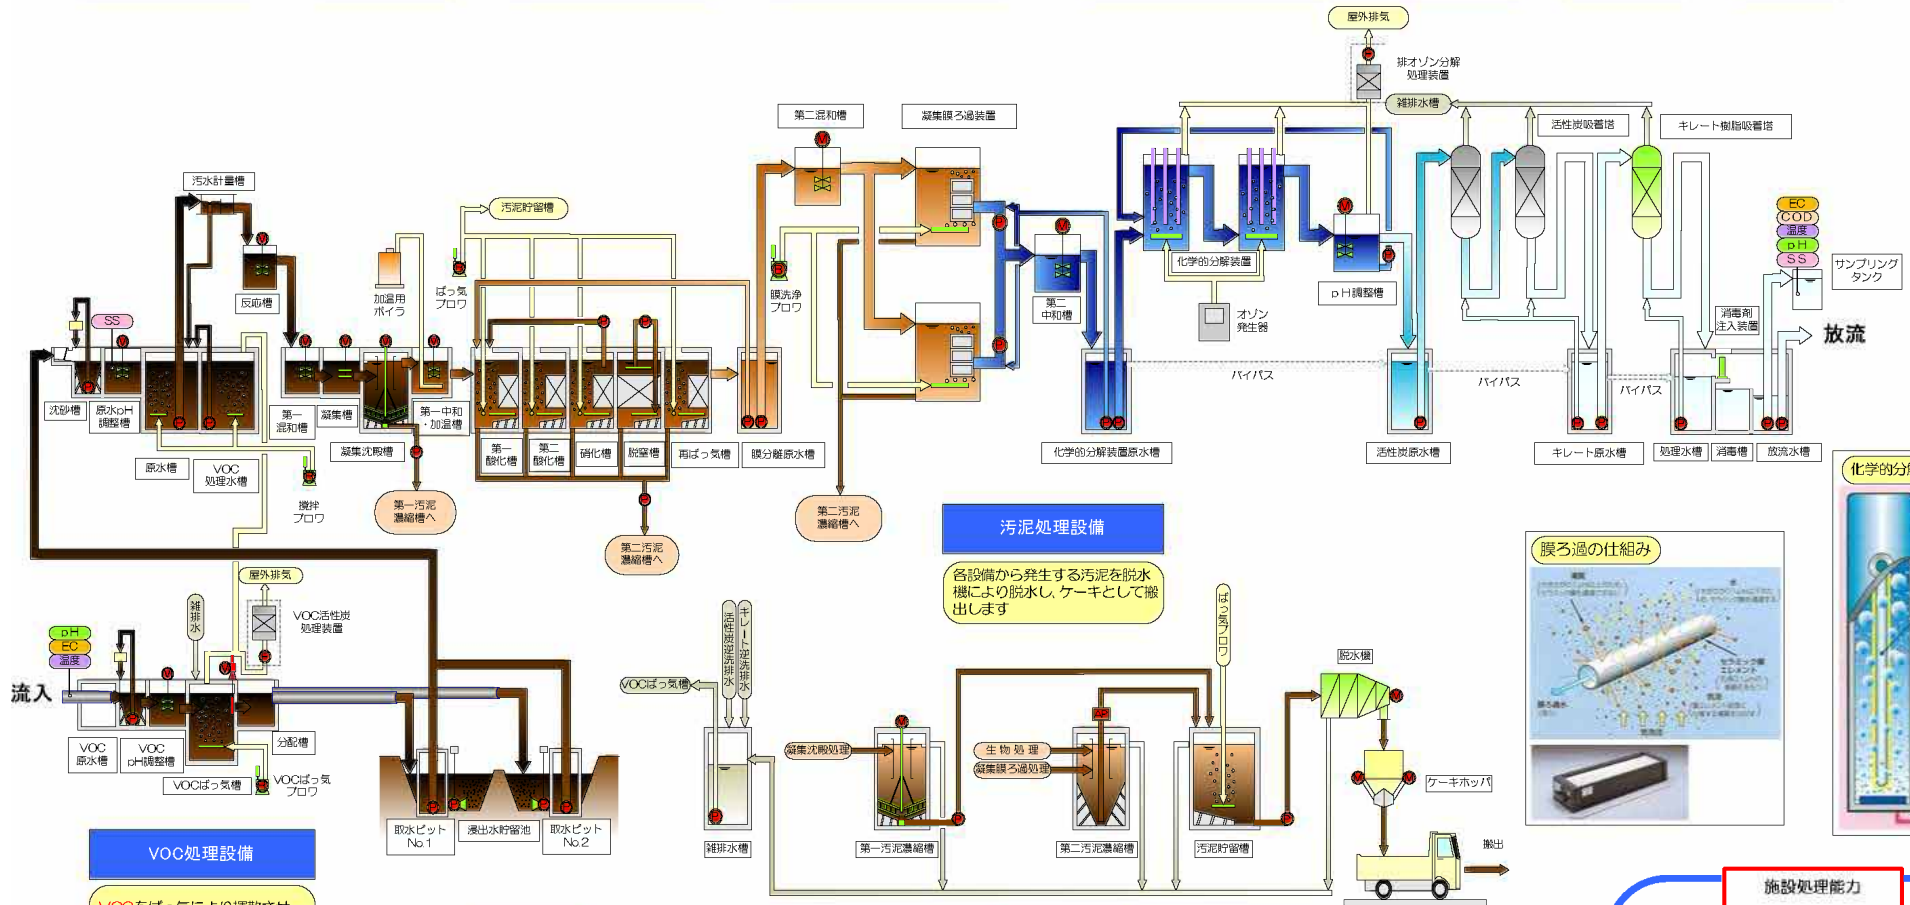 屋外排気
排オゾン分解
処理装置
雑排水槽
第二混和槽
凝集膜ろ過装置
活性炭吸着塔
キレート樹脂吸着塔
汚水計量槽
汚泥貯留槽
M
EC
COD
温度
pH
SS
サンプリング
タンク
反応槽
加温用
ボイラ
ばっ気
ブロワ
膜洗浄
ブロワ
第二
中和槽
化学的分解装置
オゾン
発生器
pH調整槽
消毒剤
注入装置
放流
SS
バイパス
バイパス
バイパス
沈砂槽
原水pH
調整槽
第一
混和槽
凝集槽
第一中和
・加温槽
凝集沈殿槽
第一
酸化槽
第二
酸化槽
硝化槽
脱窒槽
再ばっ気槽
膜分離原水槽
化学的分解装置原水槽
活性炭原水槽
キレート原水槽
処理水槽
消毒槽
放流水槽
原水槽
VOC
処理水槽
攪拌
ブロワ
第一汚泥
濃縮槽へ
第二汚泥
濃縮槽へ
第二汚泥
濃縮槽へ
汚泥処理設備
各設備から発生する汚泥を脱水
機により脱水し、ケーキとして搬
出します
膜ろ過の仕組み
セラミック膜
エレメント
膜ろ過水
化学的分
屋外排気
VOC活性炭
処理装置
雑排水
pH
EC
温度
流入
VOC
原水槽
VOC
pH調整槽
VOCばっ気槽
分配槽
VOCばっ気
ブロワ
取水ピット
No.1
浸出水貯留池
取水ピット
No.2
VOCばっ気槽
活性炭逆洗排水
キレート逆洗排水
雑排水槽
凝集沈殿処理
第一汚泥濃縮槽
生物処理
凝集膜ろ過処理
第二汚泥濃縮槽
ばっ気ブロワ
汚泥貯留槽
脱水機
ケーキホッパ
搬出
VOC処理設備
施設処理能力